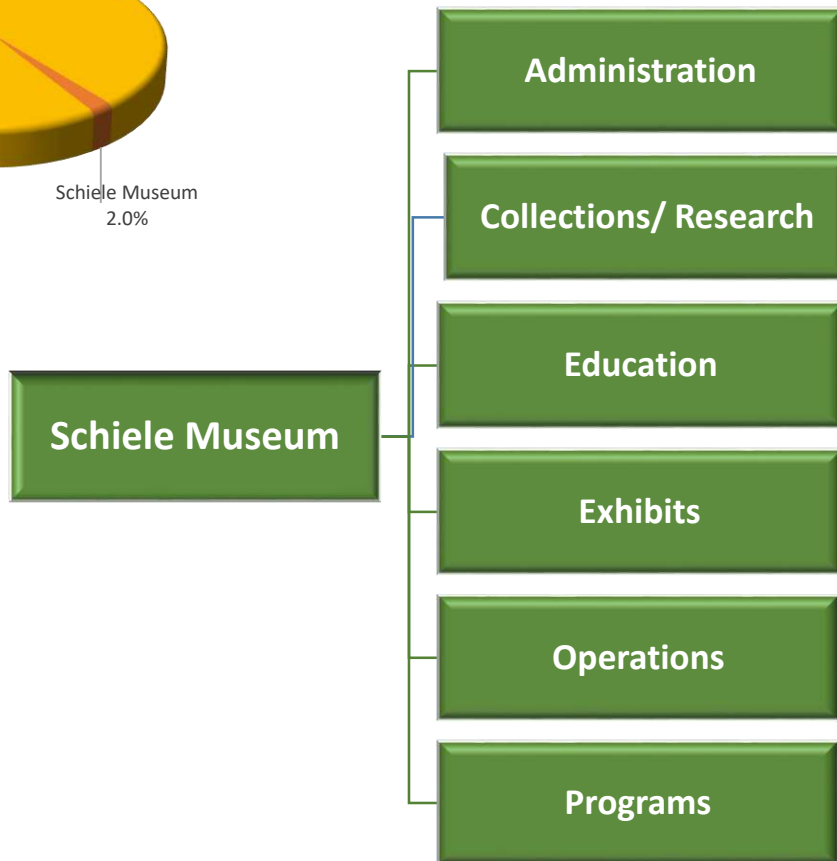 Schiele Museum
2.0%
Schiele Museum
Administration
Collections/ Research
Education
Exhibits
Operations
Programs